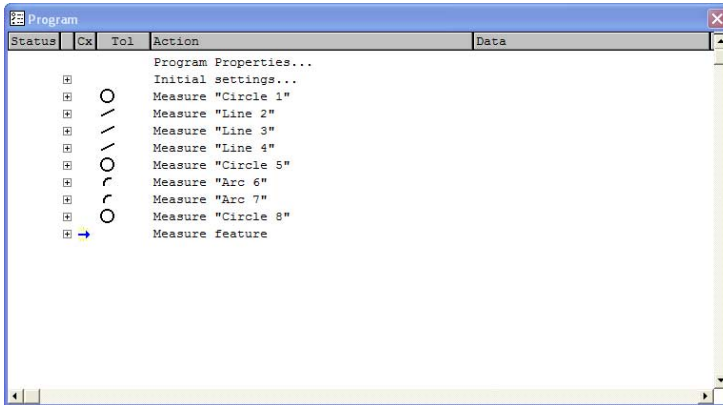 Program
Status Cx Tol Action Data
Program Properties...
Initial settings...
Measure "Circle 1"
Measure "Line 2"
Measure "Line 3"
Measure "Line 4"
Measure "Circle 5"
Measure "Arc 6"
Measure "Arc 7"
Measure "Circle 8"
Measure feature